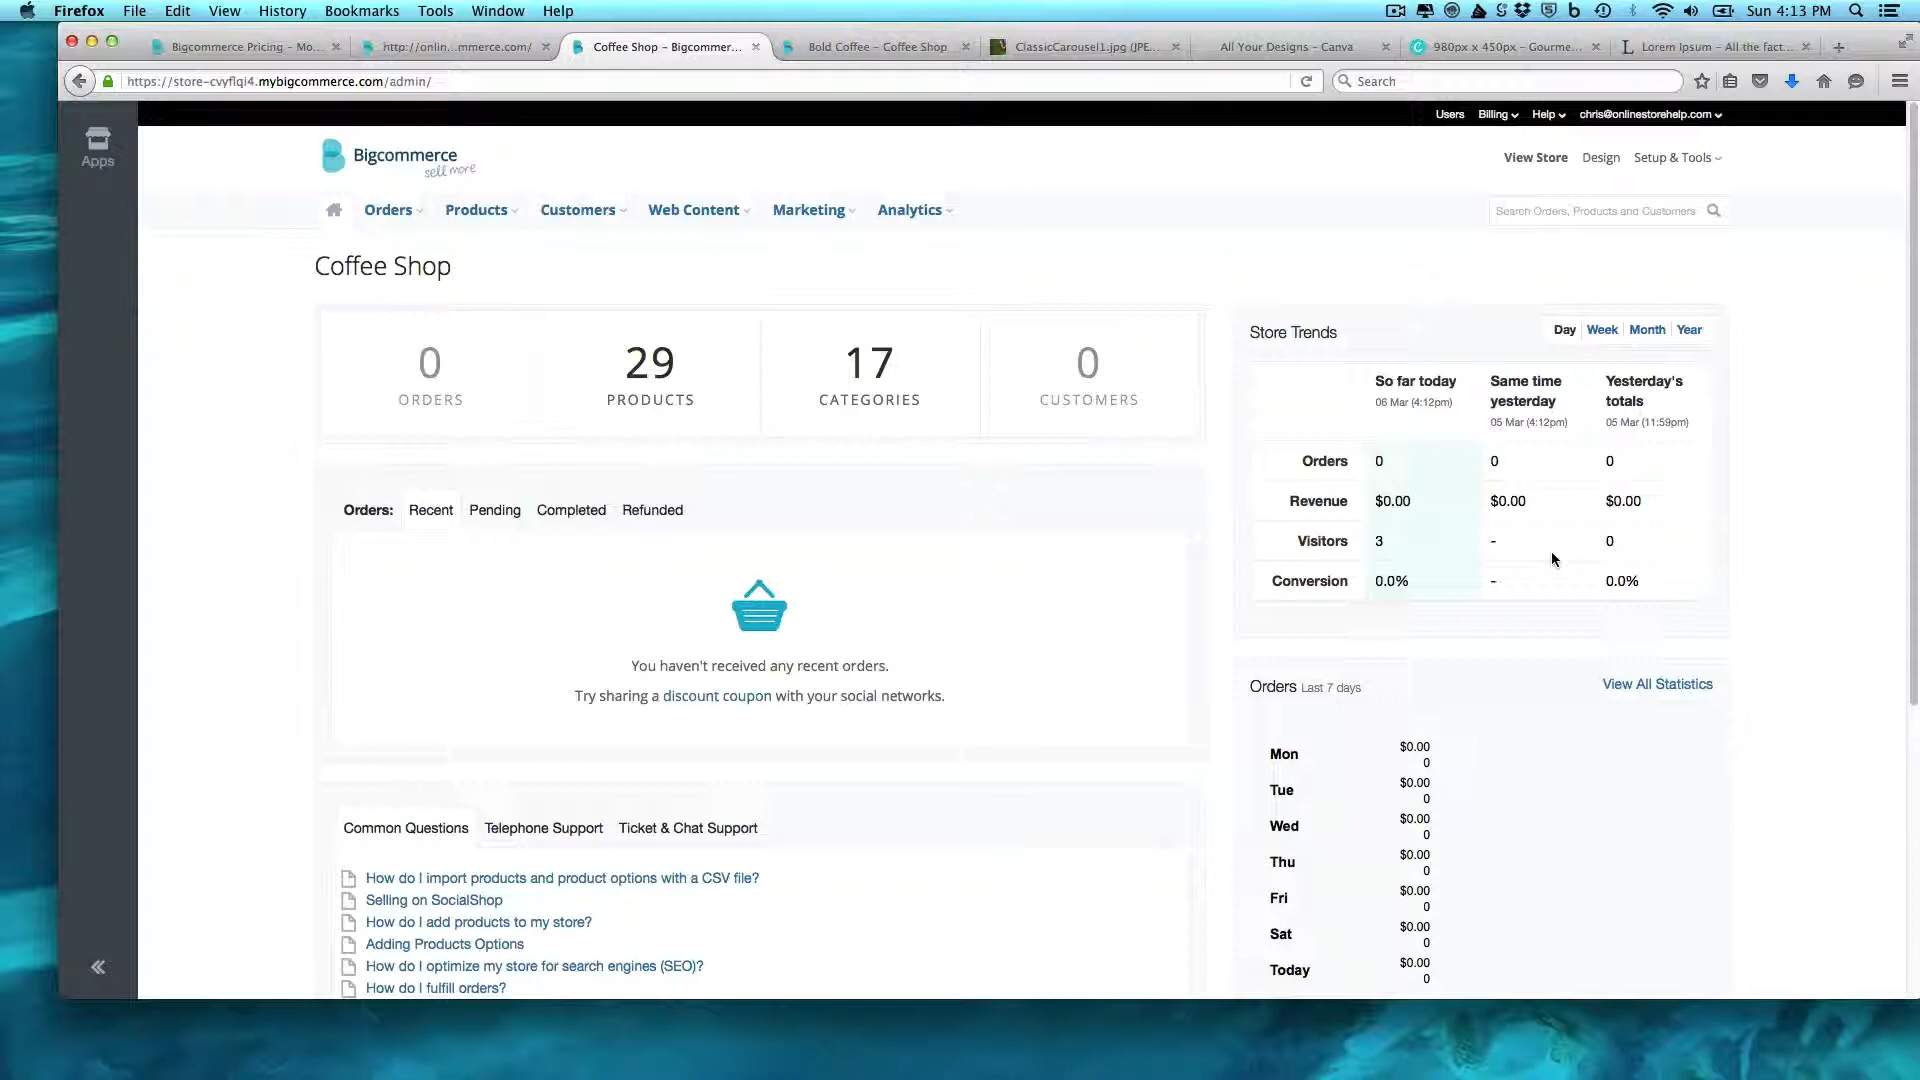 Firefox File Edit View History Bookmarks Tools Window Help Sun 4:13 PM
Bigcommerce Pricing - Mo... http://onlin...mmerce.com/ Coffee Shop - Bigcommer... Bold Coffee - Coffee Shop ClassicCarousel1.jpg (JPE... All Your Designs - Canva 980px x 450px - Gourme... Lorem Ipsum - All the fact...
https://store-cvyflqi4.mybigcommerce.com/admin/ Search
Users Billing Help chris@onlinestorehelp.com
Apps
Bigcommerce
sell more
View Store Design Setup & Tools
Orders Products Customers Web Content Marketing Analytics
Search Orders, Products and Customers
Coffee Shop
0 29 17 0
ORDERS PRODUCTS CATEGORIES CUSTOMERS
Store Trends Day Week Month Year
So far today Same time yesterday Yesterday's totals
06 Mar (4:12pm) 05 Mar (4:12pm) 05 Mar (11:59pm)
Orders 0 0 0
Revenue $0.00 $0.00 $0.00
Visitors 3 - 0
Conversion 0.0% - 0.0%
Orders: Recent Pending Completed Refunded
You haven't received any recent orders.
Try sharing a discount coupon with your social networks.
Orders Last 7 days View All Statistics
Mon $0.00
0
Tue $0.00
0
Wed $0.00
0
Thu $0.00
0
Fri $0.00
0
Sat $0.00
0
Today $0.00
0
Common Questions Telephone Support Ticket & Chat Support
How do I import products and product options with a CSV file?
Selling on SocialShop
How do I add products to my store?
Adding Products Options
How do I optimize my store for search engines (SEO)?
How do I fulfill orders?